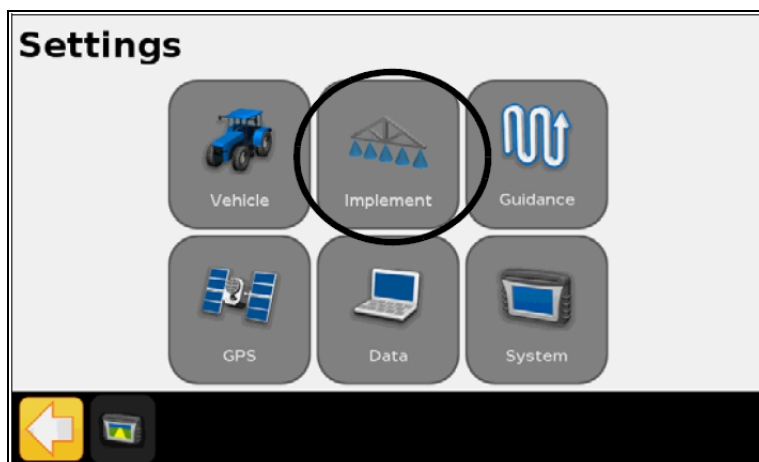 Settings
Vehicle
Implement
Guidance
GPS
Data
System